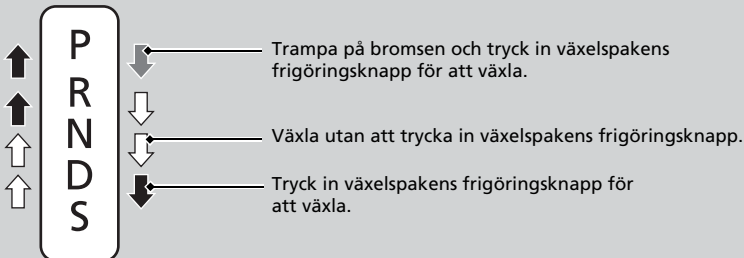 P
R
N
D
S
Trampa på bromsen och tryck in växelspakens
frigöringsknapp för att växla.
Växla utan att trycka in växelspakens frigöringsknapp.
Tryck in växelspakens frigöringsknapp för
att växla.